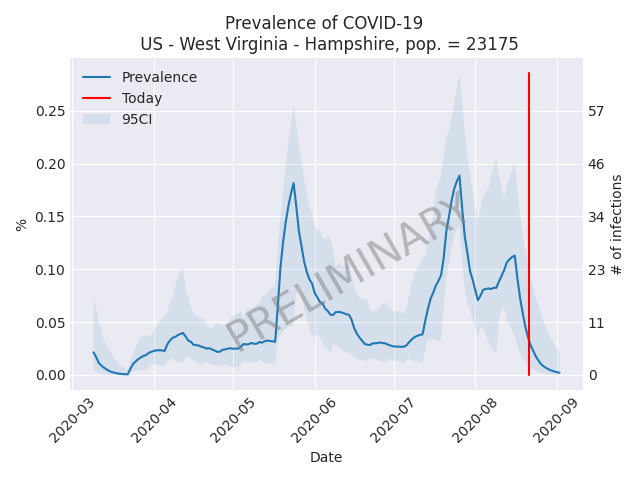 Prevalence of COVID-19
US - West Virginia - Hampshire, pop. = 23175
Prevalence
Today
95CI
PRELIMINARY
%
0.25
0.20
0.15
0.10
0.05
0.00
57
46
34
23
11
0
# of infections
2020-03
2020-04
2020-05
2020-06
2020-07
2020-08
2020-09
Date